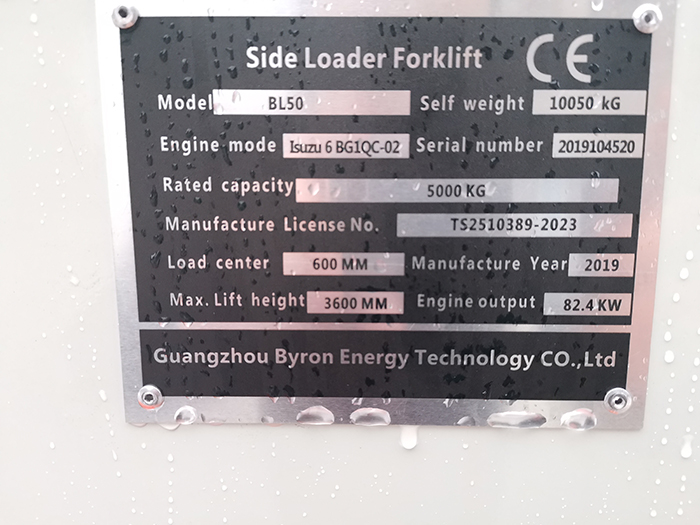 Side Loader Forklift CE
Model BL50 Self weight 10050 kG
Engine mode Isuzu 6 BG1QC-02 Serial number 2019104520
Rated capacity 5000 KG
Manufacture License No. TS2510389-2023
Load center 600 MM Manufacture Year 2019
Max. Lift height 3600 MM Engine output 82.4 KW
Guangzhou Byron Energy Technology CO.,Ltd